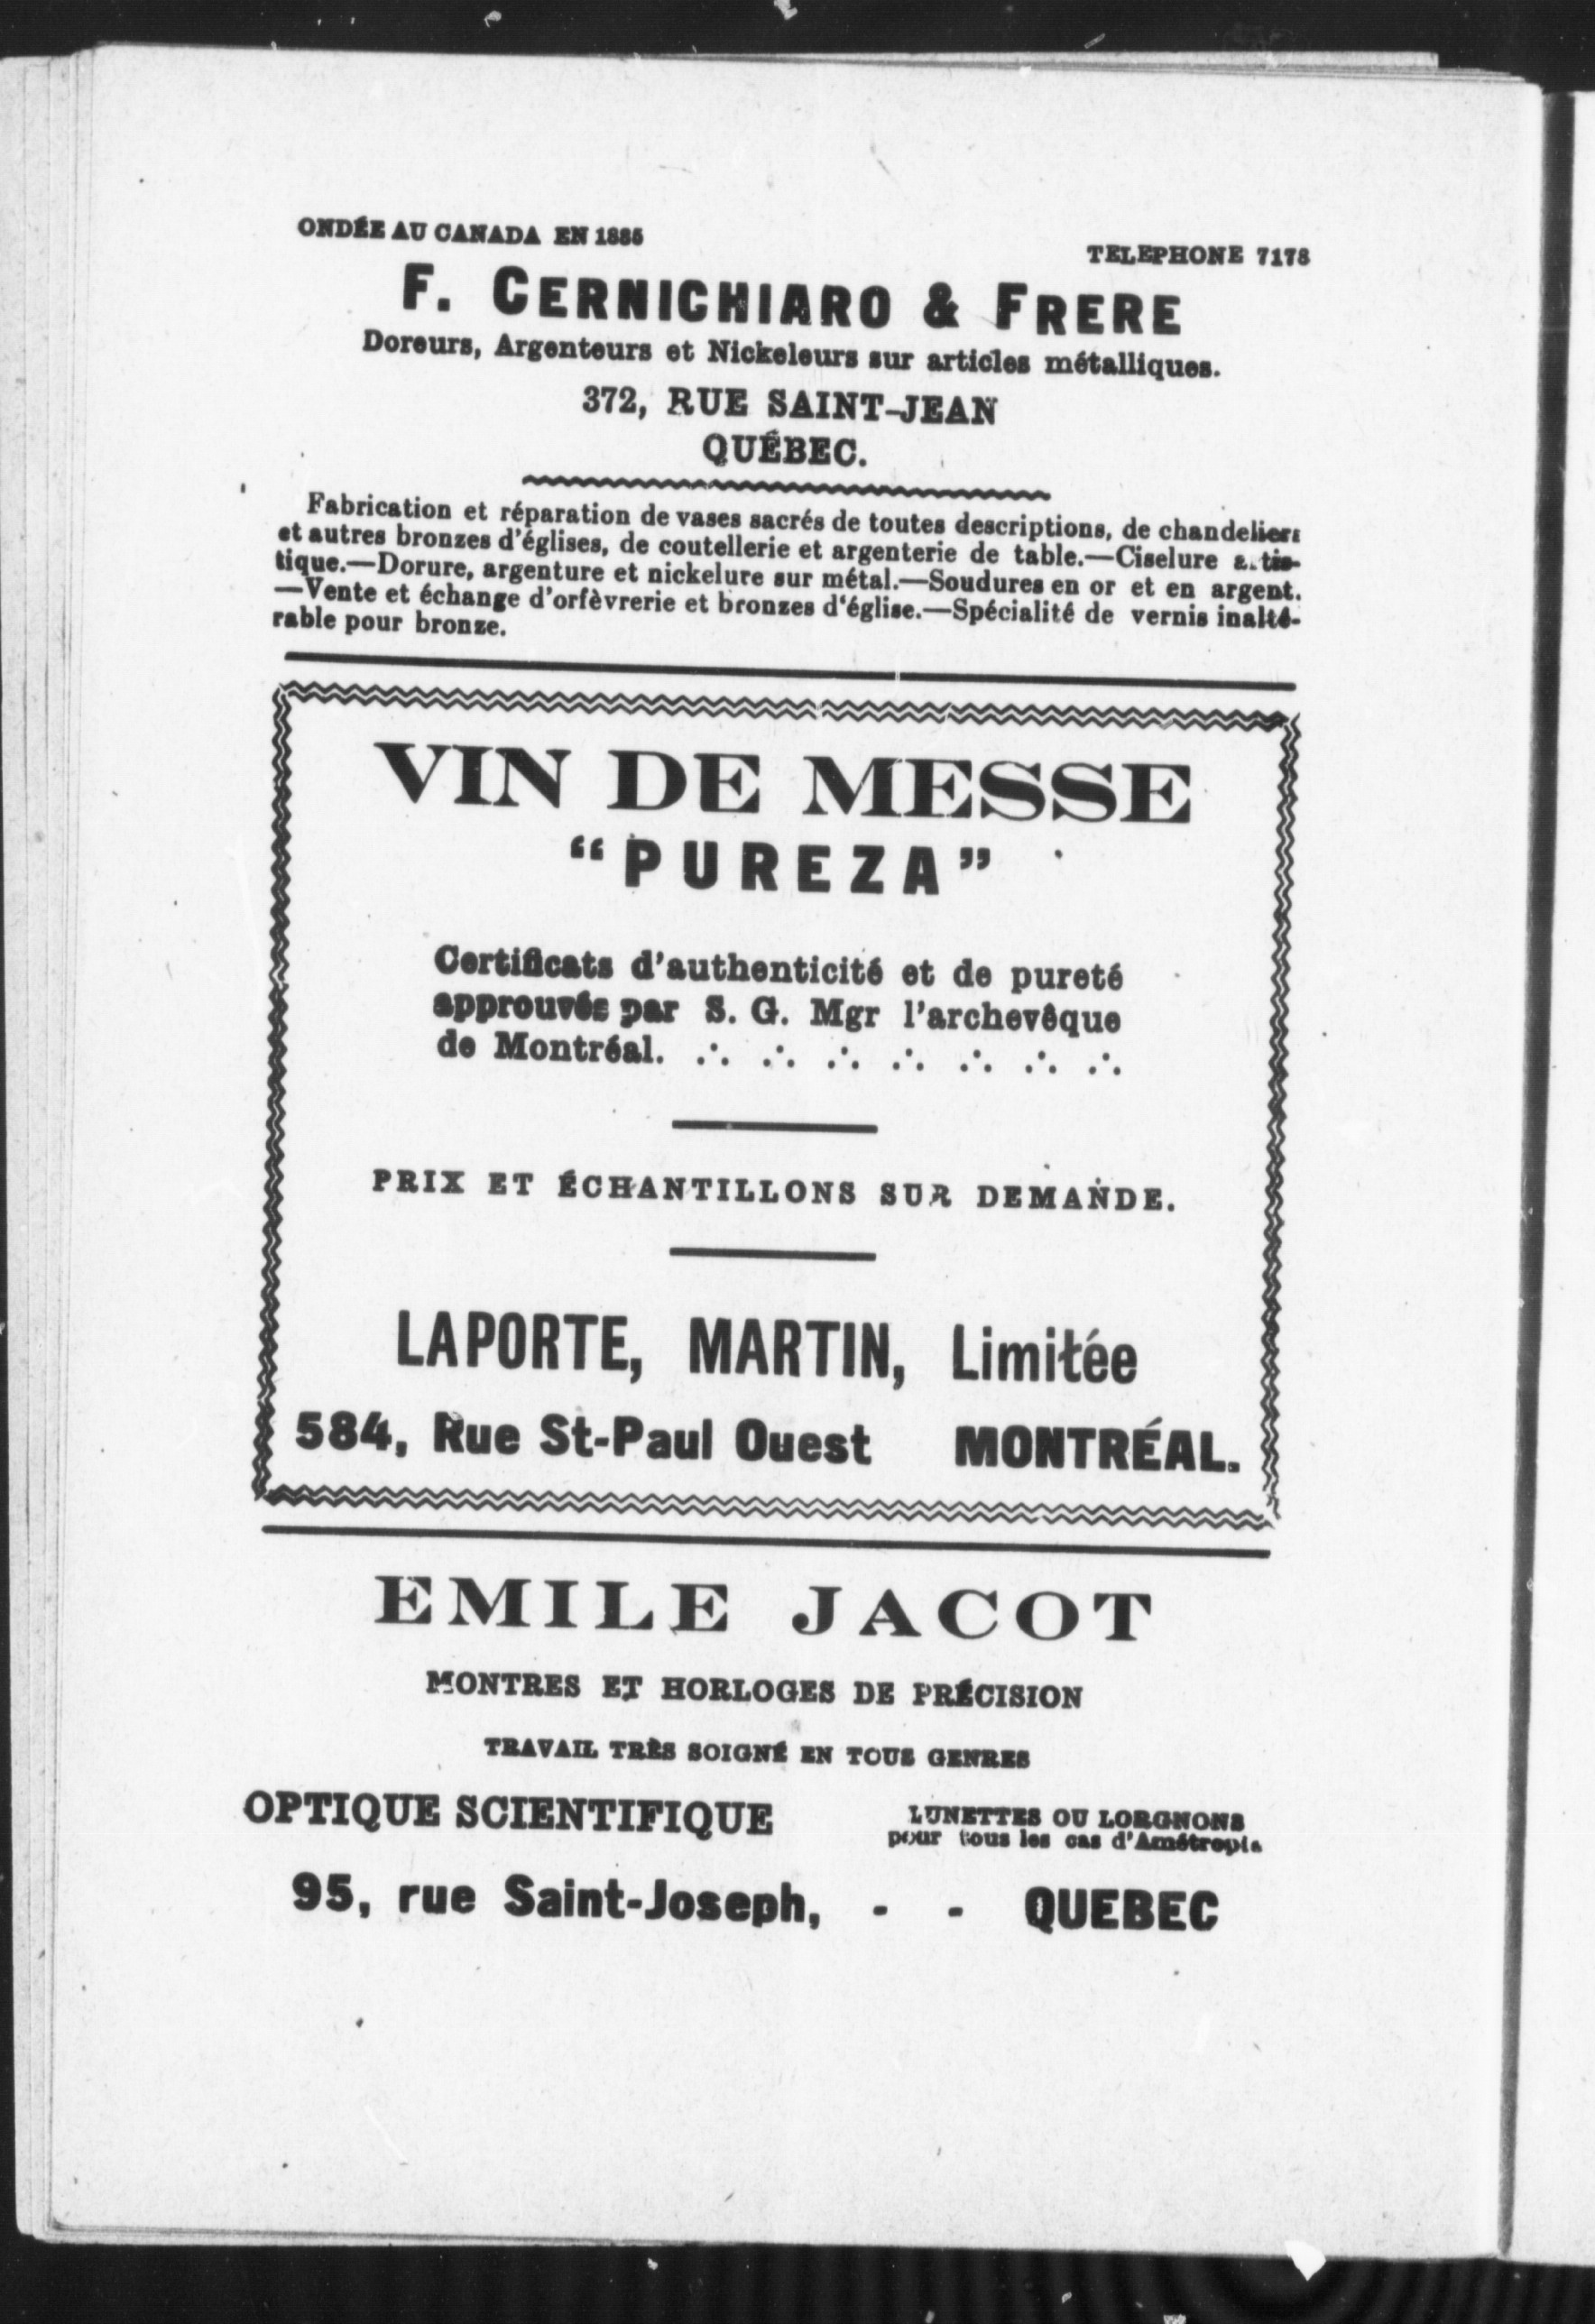 ONDÉE AU CANADA EN 1885
TELEPHONE 7178
F. CERNICHIARO & FRERE
Doreurs, Argenteurs et Nickeleurs sur articles métalliques.
372, RUE SAINT-JEAN
QUÉBEC.
Fabrication et réparation de vases sacrés de toutes descriptions, de chandeliers
et autres bronzes d'églises, de coutellerie et argenterie de table.—Ciselure a.tis-
tique.—Dorure, argenture et nickelure sur métal.—Soudures en or et en argent.
—Vente et échange d'orfèvrerie et bronzes d'église.—Spécialité de vernis inalté-
rable pour bronze.
VIN DE MESSE
"PUREZA"
Certificats d'authenticité et de pureté
approuvés par S. G. Mgr l'archevêque
de Montréal. ∴ ∴ ∴ ∴ ∴ ∴ ∴
PRIX ET ÉCHANTILLONS SUR DEMANDE.
LAPORTE, MARTIN, Limitée
584, Rue St-Paul Ouest MONTRÉAL.
EMILE JACOT
MONTRES ET HORLOGES DE PRÉCISION
TRAVAIL TRÈS SOIGNÉ EN TOUS GENRES
OPTIQUE SCIENTIFIQUE
LUNETTES OU LORGNONS
pour tous les cas d'Amétropie
95, rue Saint-Joseph, - - QUEBEC